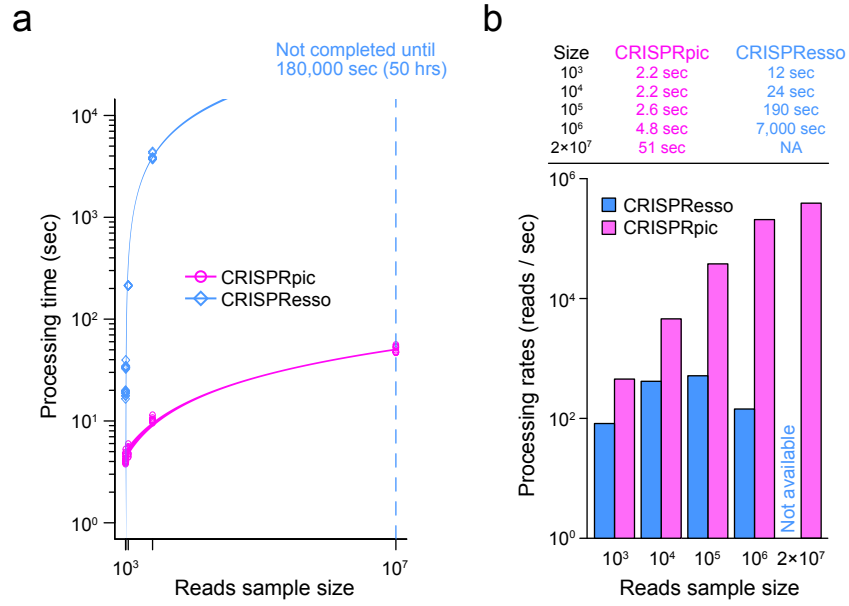 a
Not completed until
180,000 sec (50 hrs)
10⁴
10³
10²
10¹
10⁰
Processing time (sec)
CRISPRpic
CRISPResso
10³ 10⁷
Reads sample size
b
Size CRISPRpic CRISPResso
10³ 2.2 sec 12 sec
10⁴ 2.2 sec 24 sec
10⁵ 2.6 sec 190 sec
10⁶ 4.8 sec 7,000 sec
2×10⁷ 51 sec NA
10⁶
10⁴
10²
10⁰
Processing rates (reads / sec)
CRISPResso
CRISPRpic
Not available
10³ 10⁴ 10⁵ 10⁶ 2×10⁷
Reads sample size